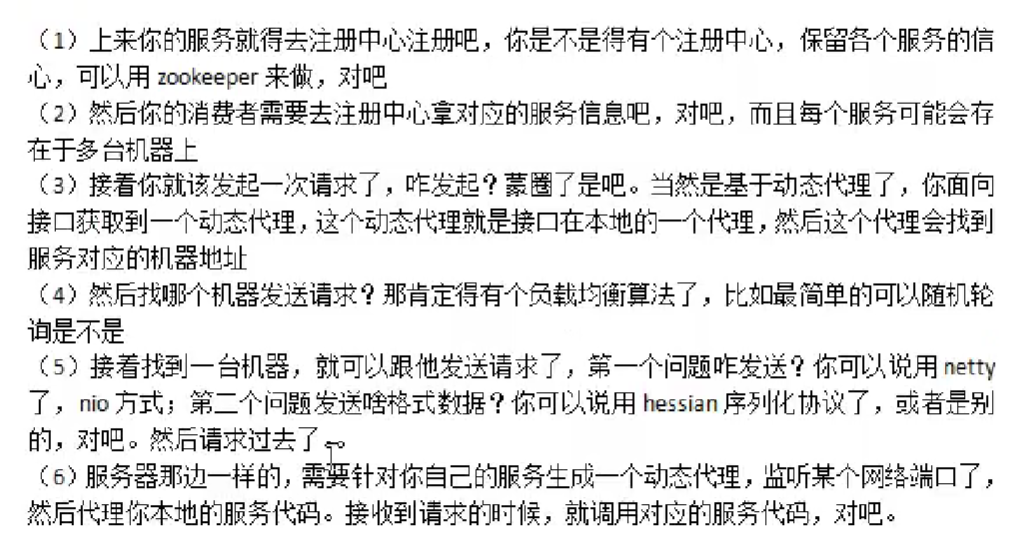 （1）上来你的服务就得去注册中心注册吧，你是不是得有个注册中心，保留各个服务的信
心，可以用 zookeeper 来做，对吧
（2）然后你的消费者需要去注册中心拿对应的服务信息吧，对吧，而且每个服务可能会存
在于多台机器上
（3）接着你就该发起一次请求了，咋发起？蒙圈了是吧。当然是基于动态代理了，你面向
接口获取到一个动态代理，这个动态代理就是接口在本地的一个代理，然后这个代理会找到
服务对应的机器地址
（4）然后找哪个机器发送请求？那肯定得有个负载均衡算法了，比如最简单的可以随机轮
询是不是
（5）接着找到一台机器，就可以跟他发送请求了，第一个问题咋发送？你可以说用 netty
了，nio 方式；第二个问题发送啥格式数据？你可以说用 hessian 序列化协议了，或者是别
的，对吧。然后请求过去了。。
（6）服务器那边一样的，需要针对你自己的服务生成一个动态代理，监听某个网络端口了，
然后代理你本地的服务代码。接收到请求的时候，就调用对应的服务代码，对吧。